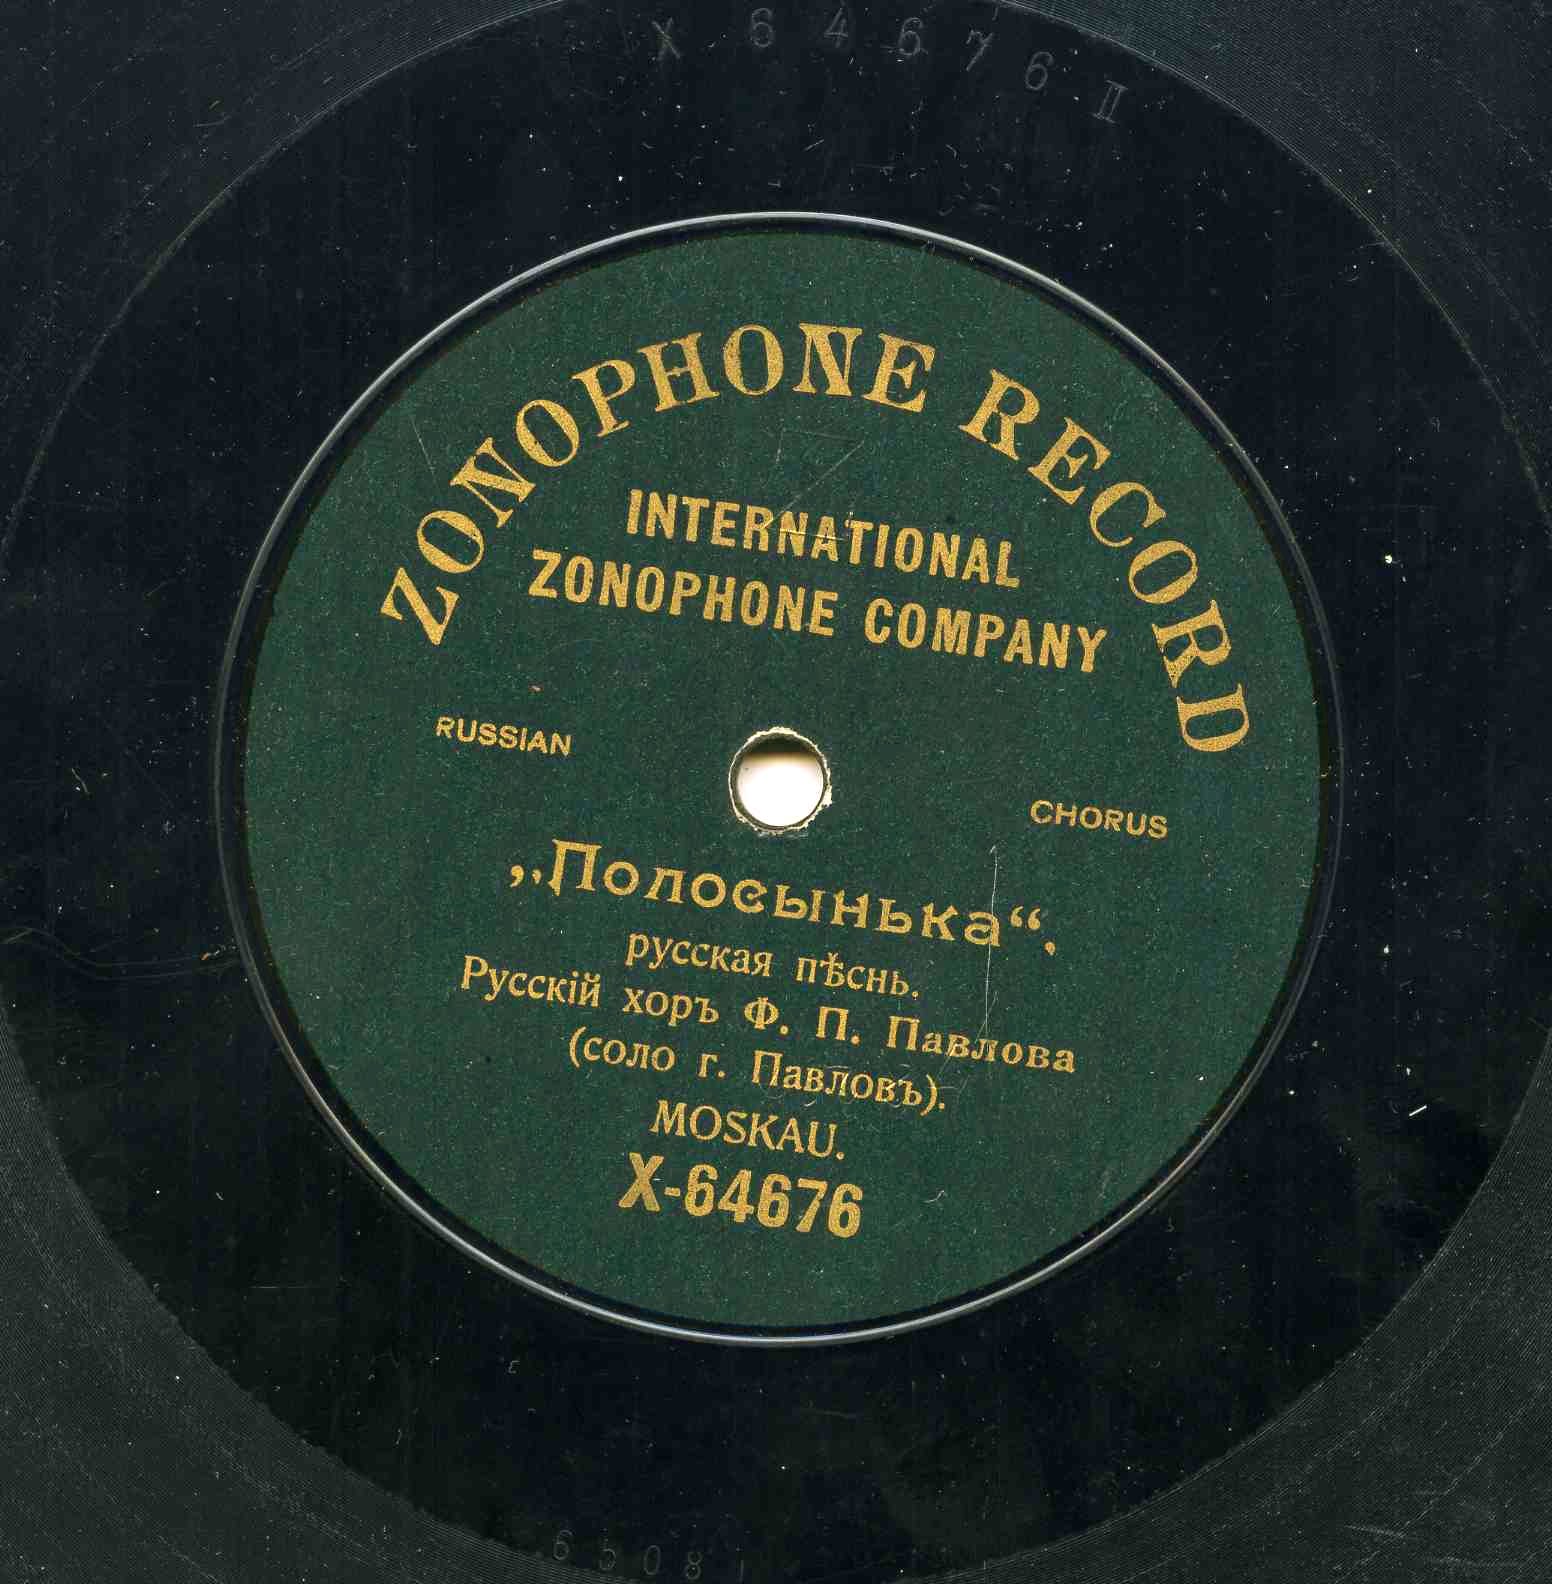 X 64676 II
ZONOPHONE RECORD
INTERNATIONAL
ZONOPHONE COMPANY
RUSSIAN
CHORUS
„Полосынька“.
русская пѣснь.
Русскій хоръ Ф. П. Павлова
(соло г. Павловъ).
MOSKAU.
X-64676